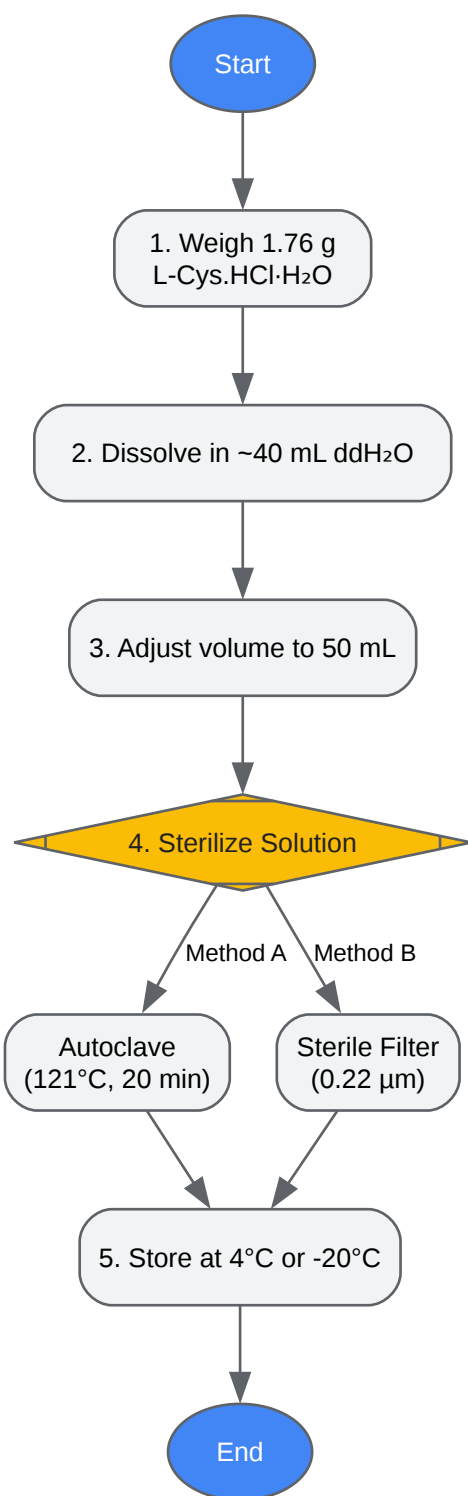 Start
1. Weigh 1.76 g
L-Cys.HCl·H₂O
2. Dissolve in ~40 mL ddH₂O
3. Adjust volume to 50 mL
4. Sterilize Solution
Method A
Method B
Autoclave
(121°C, 20 min)
Sterile Filter
(0.22 µm)
5. Store at 4°C or -20°C
End